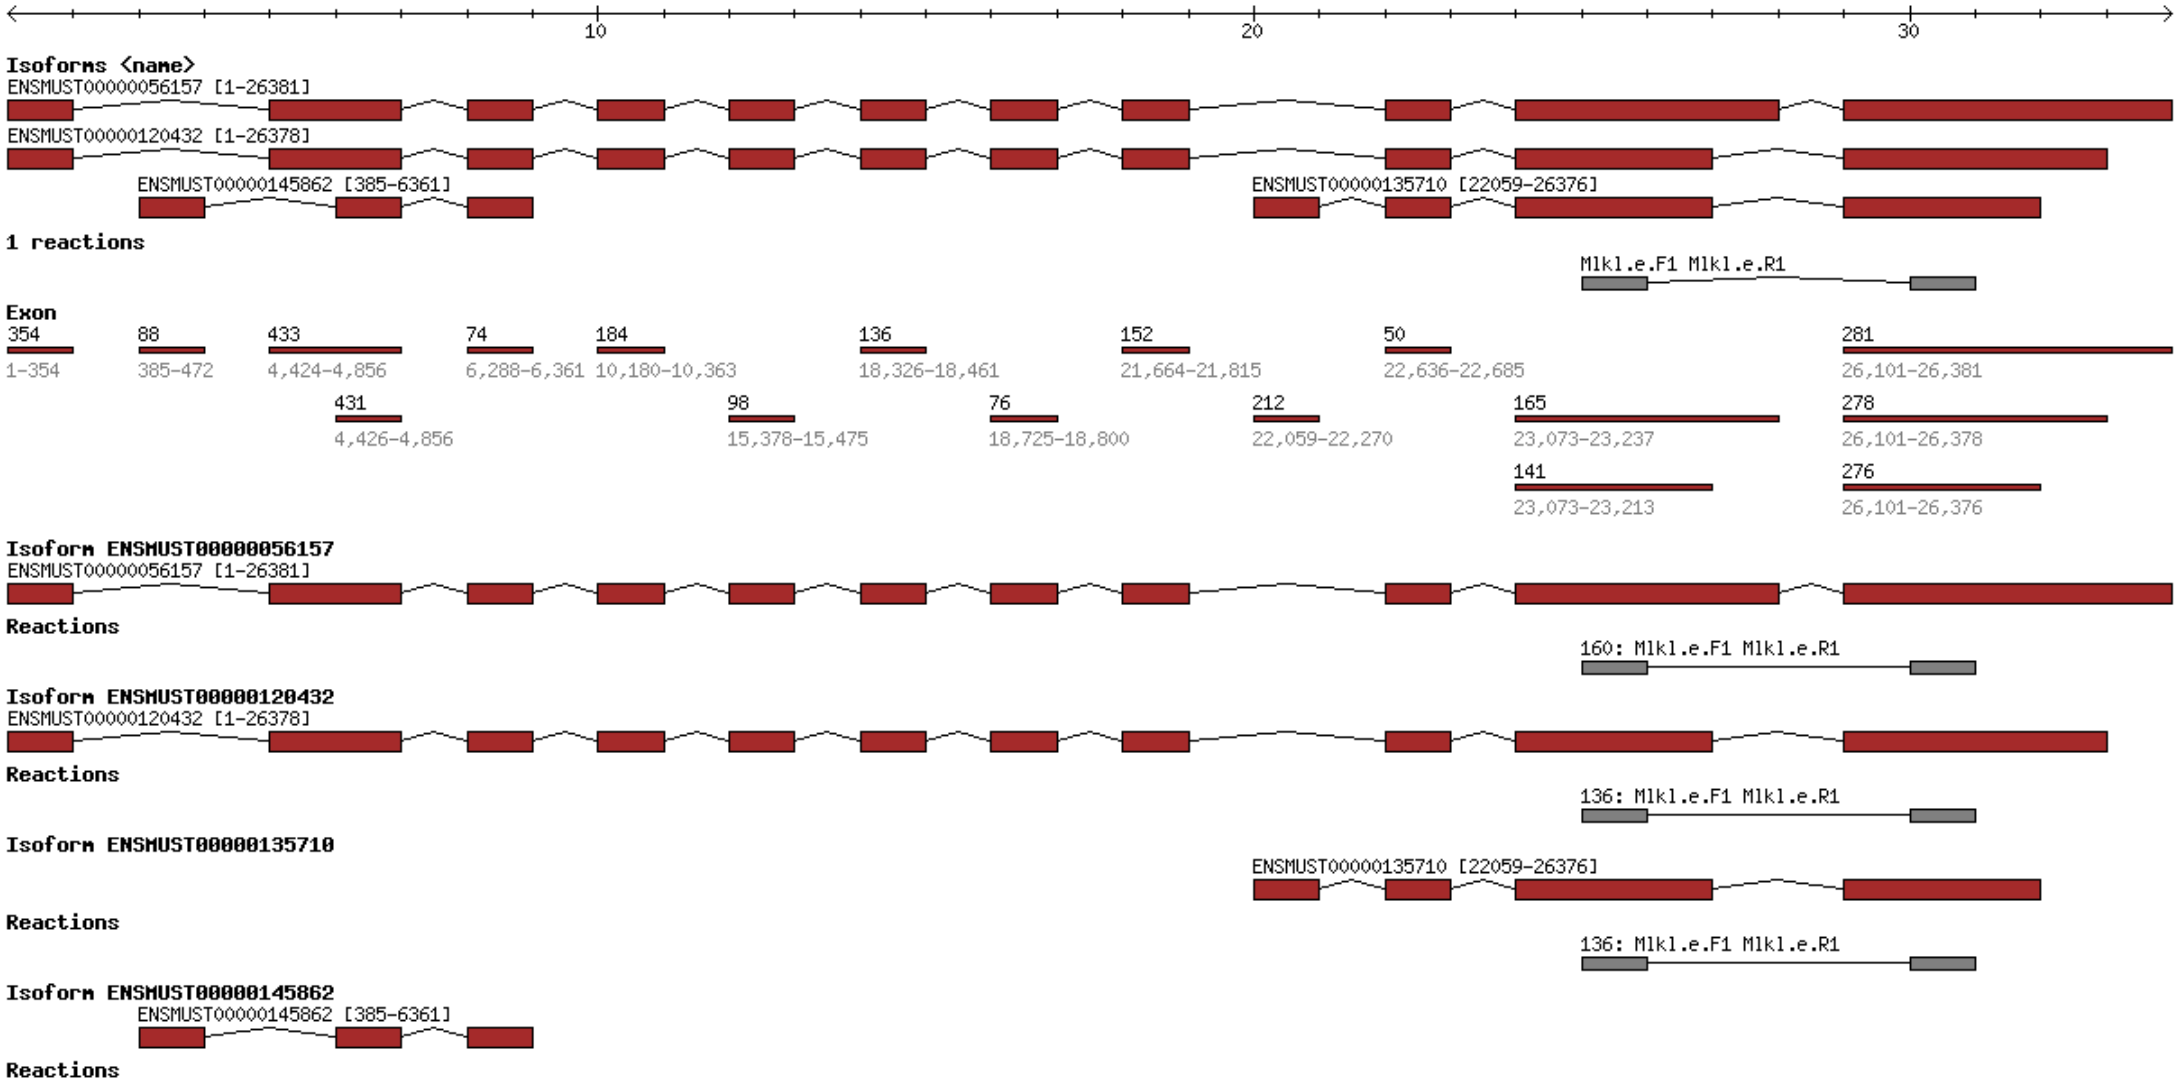 10 20 30
Isoforms <name>
ENSMUST00000056157 [1-26381]
ENSMUST00000120432 [1-26378]
ENSMUST00000145862 [385-6361] ENSMUST00000135710 [22059-26376]
1 reactions
Mlkl.e.F1 Mlkl.e.R1
Exon
354 88 433 74 184 136 152 50 281
1-354 385-472 4,424-4,856 6,288-6,361 10,180-10,363 18,326-18,461 21,664-21,815 22,636-22,685 26,101-26,381
431 98 76 212 165 278
4,426-4,856 15,378-15,475 18,725-18,800 22,059-22,270 23,073-23,237 26,101-26,378
141 276
23,073-23,213 26,101-26,376
Isoform ENSMUST00000056157
ENSMUST00000056157 [1-26381]
Reactions
160: Mlkl.e.F1 Mlkl.e.R1
Isoform ENSMUST00000120432
ENSMUST00000120432 [1-26378]
Reactions
136: Mlkl.e.F1 Mlkl.e.R1
Isoform ENSMUST00000135710
ENSMUST00000135710 [22059-26376]
Reactions
136: Mlkl.e.F1 Mlkl.e.R1
Isoform ENSMUST00000145862
ENSMUST00000145862 [385-6361]
Reactions